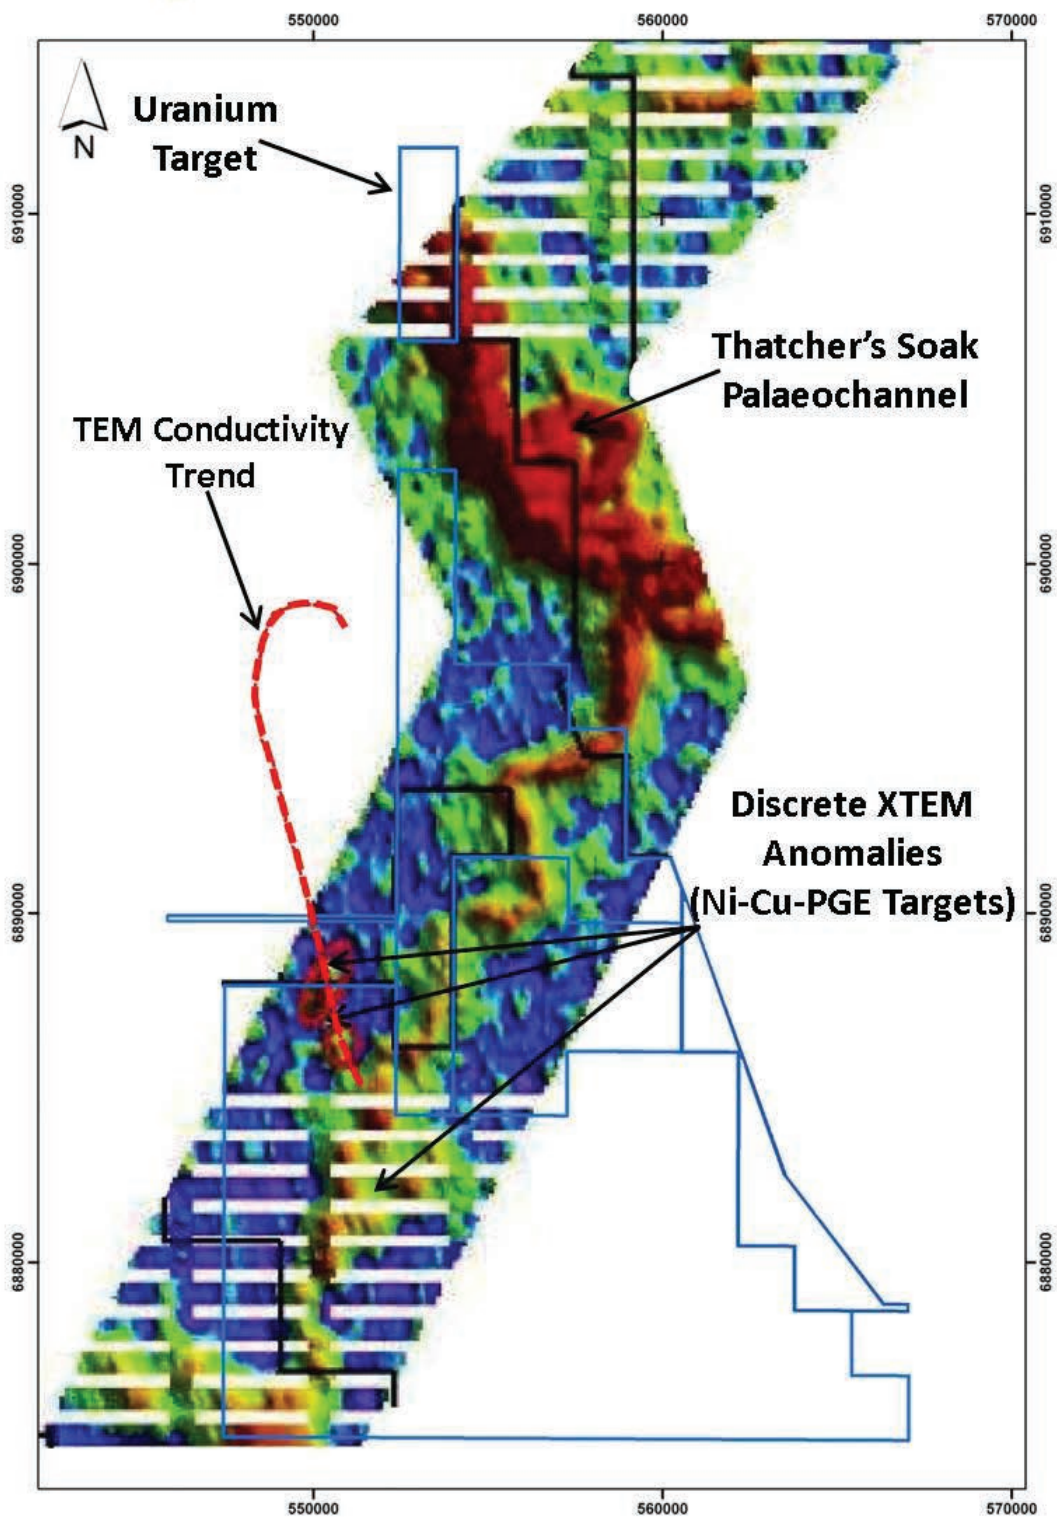 550000
560000
570000
N
Uranium
Target
6910000
6910000
Thatcher's Soak
Palaeochannel
TEM Conductivity
Trend
6900000
6900000
Discrete XTEM
Anomalies
(Ni-Cu-PGE Targets)
6890000
6890000
6880000
6880000
550000
560000
570000